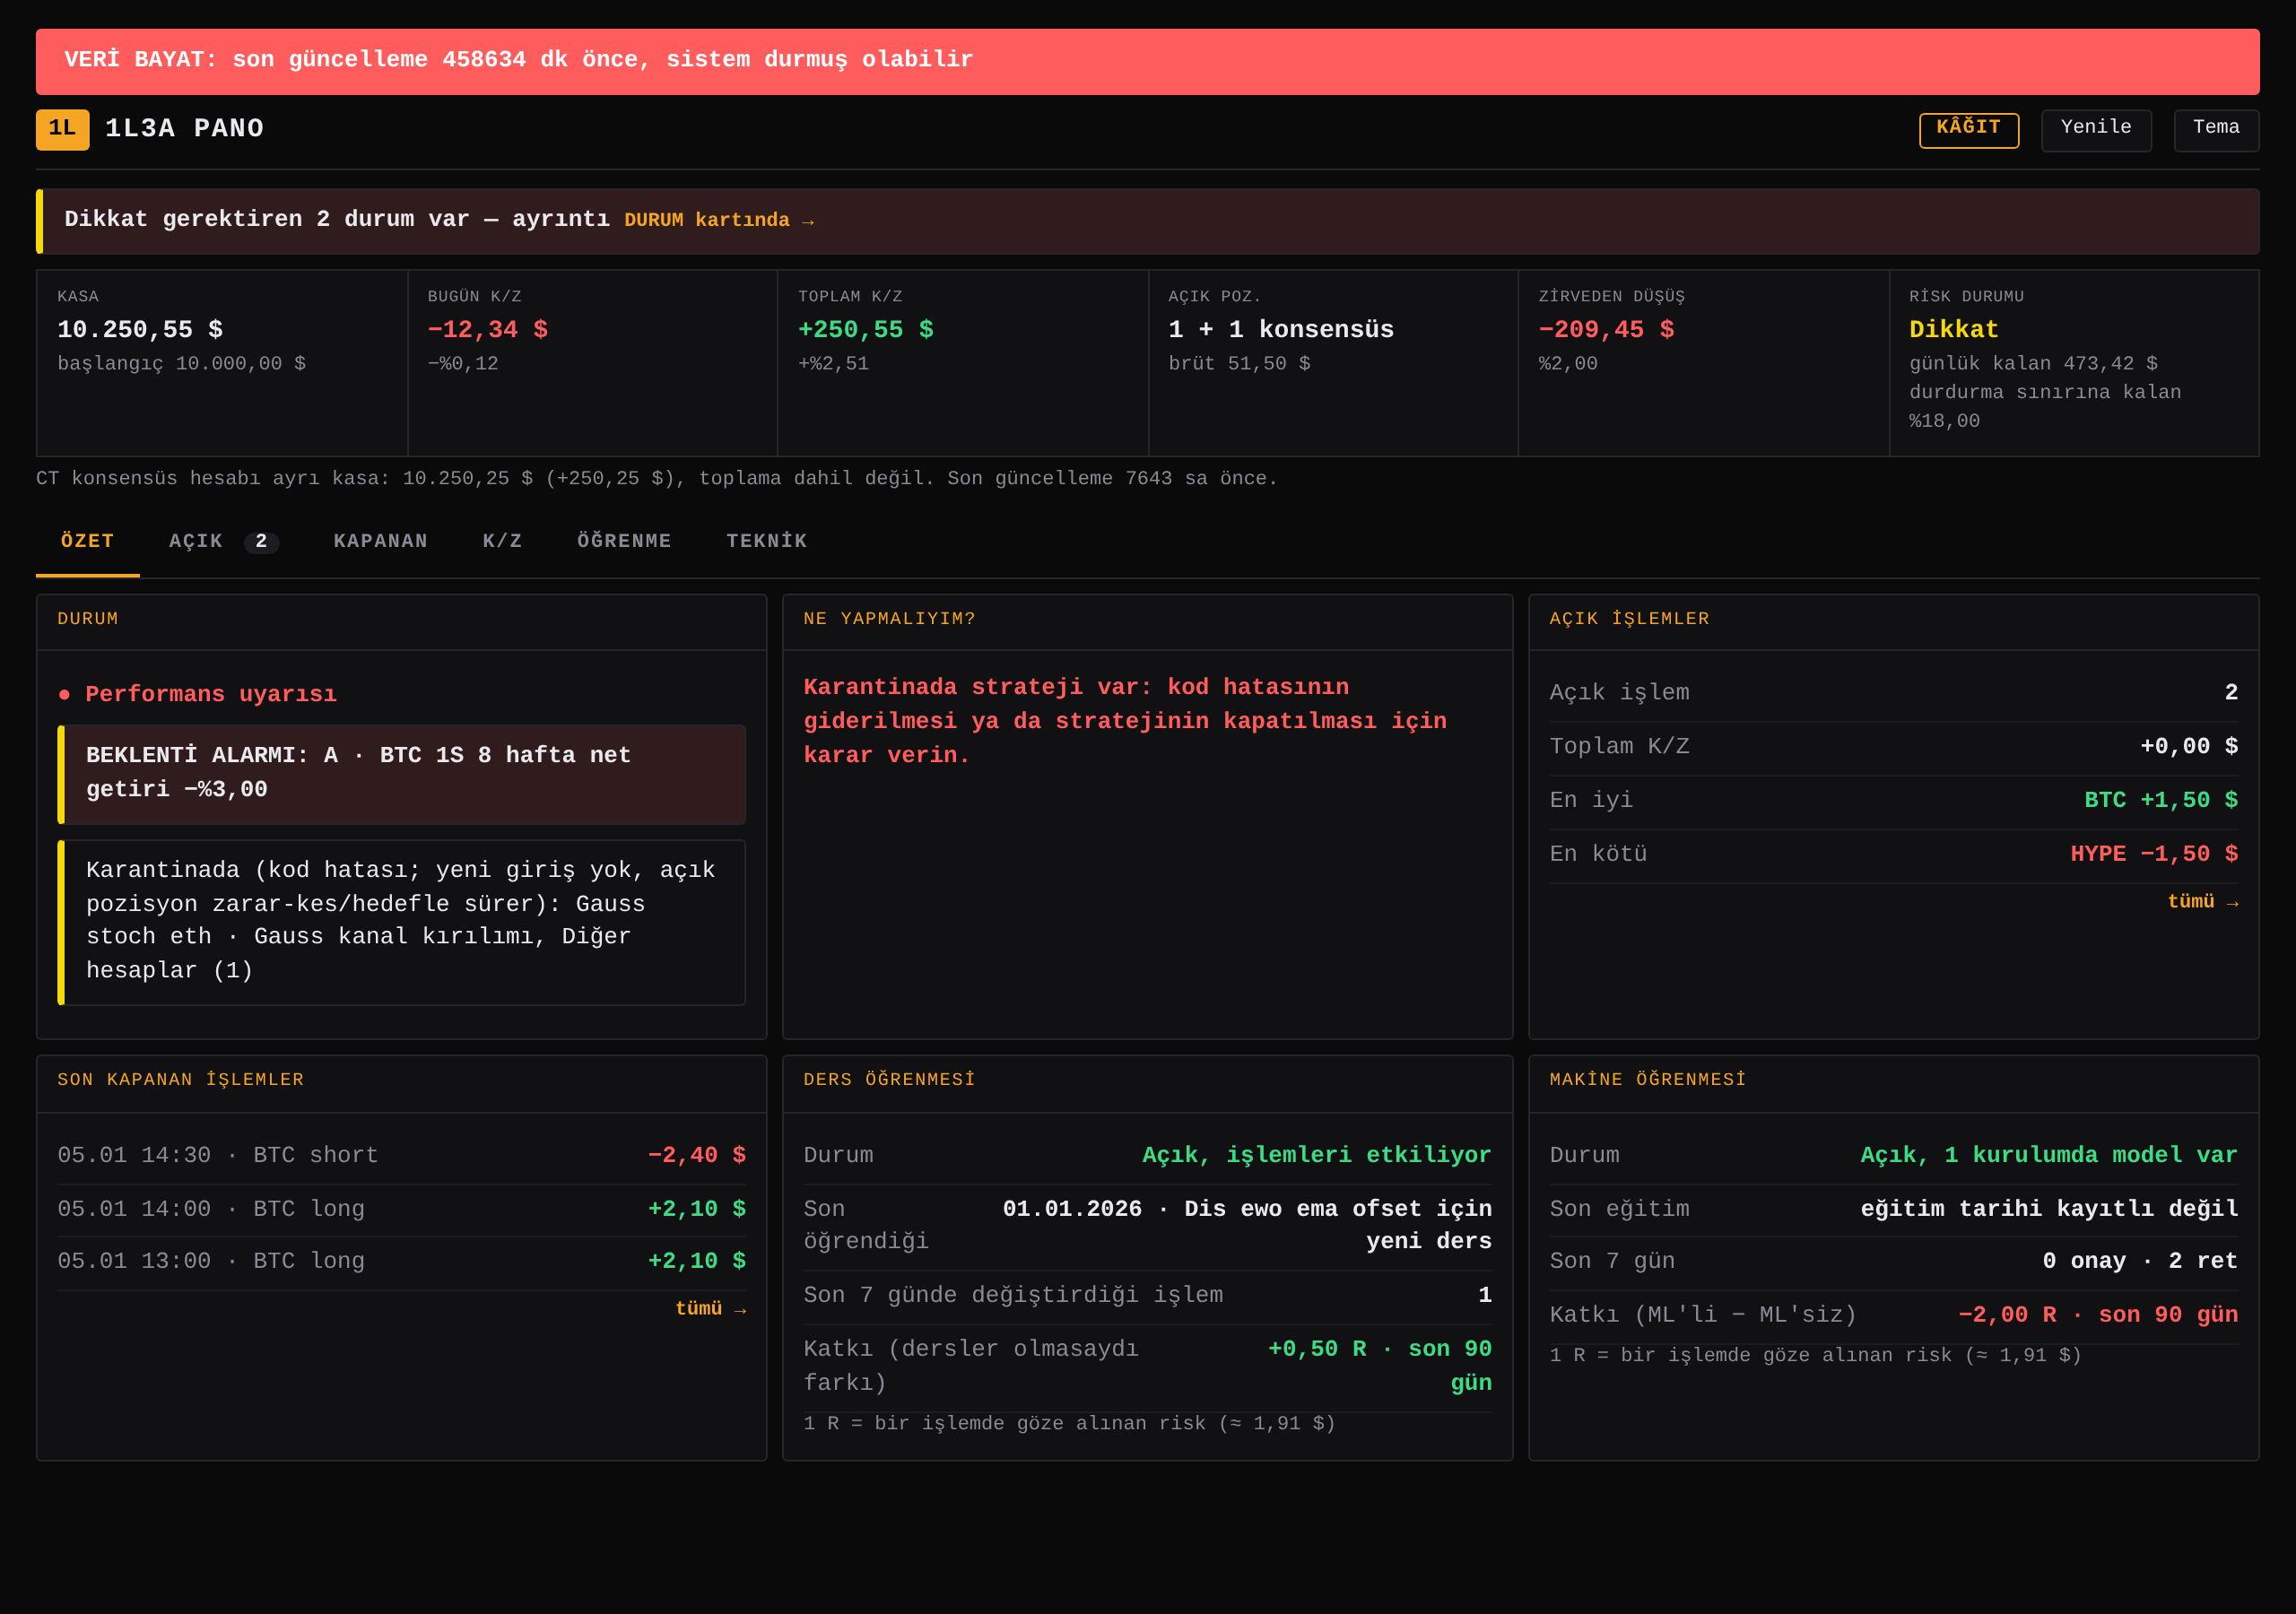 VERİ BAYAT: son güncelleme 458634 dk önce, sistem durmuş olabilir
1L 1L3A PANO
KÂĞIT Yenile Tema
Dikkat gerektiren 2 durum var — ayrıntı DURUM kartında →
KASA
10.250,55 $
başlangıç 10.000,00 $
BUGÜN K/Z
−12,34 $
−%0,12
TOPLAM K/Z
+250,55 $
+%2,51
AÇIK POZ.
1 + 1 konsensüs
brüt 51,50 $
ZİRVEDEN DÜŞÜŞ
−209,45 $
%2,00
RİSK DURUMU
Dikkat
günlük kalan 473,42 $
durdurma sınırına kalan
%18,00
CT konsensüs hesabı ayrı kasa: 10.250,25 $ (+250,25 $), toplama dahil değil. Son güncelleme 7643 sa önce.
ÖZET AÇIK 2 KAPANAN K/Z ÖĞRENME TEKNİK
DURUM
● Performans uyarısı
BEKLENTİ ALARMI: A · BTC 1S 8 hafta net
getiri −%3,00
Karantinada (kod hatası; yeni giriş yok, açık
pozisyon zarar-kes/hedefle sürer): Gauss
stoch eth · Gauss kanal kırılımı, Diğer
hesaplar (1)
NE YAPMALIYIM?
Karantinada strateji var: kod hatasının
giderilmesi ya da stratejinin kapatılması için
karar verin.
AÇIK İŞLEMLER
Açık işlem 2
Toplam K/Z +0,00 $
En iyi BTC +1,50 $
En kötü HYPE −1,50 $
tümü →
SON KAPANAN İŞLEMLER
05.01 14:30 · BTC short −2,40 $
05.01 14:00 · BTC long +2,10 $
05.01 13:00 · BTC long +2,10 $
tümü →
DERS ÖĞRENMESİ
Durum Açık, işlemleri etkiliyor
Son 01.01.2026 · Dis ewo ema ofset için
öğrendiği yeni ders
Son 7 günde değiştirdiği işlem 1
Katkı (dersler olmasaydı +0,50 R · son 90
farkı) gün
1 R = bir işlemde göze alınan risk (≈ 1,91 $)
MAKİNE ÖĞRENMESİ
Durum Açık, 1 kurulumda model var
Son eğitim eğitim tarihi kayıtlı değil
Son 7 gün 0 onay · 2 ret
Katkı (ML'li − ML'siz) −2,00 R · son 90 gün
1 R = bir işlemde göze alınan risk (≈ 1,91 $)